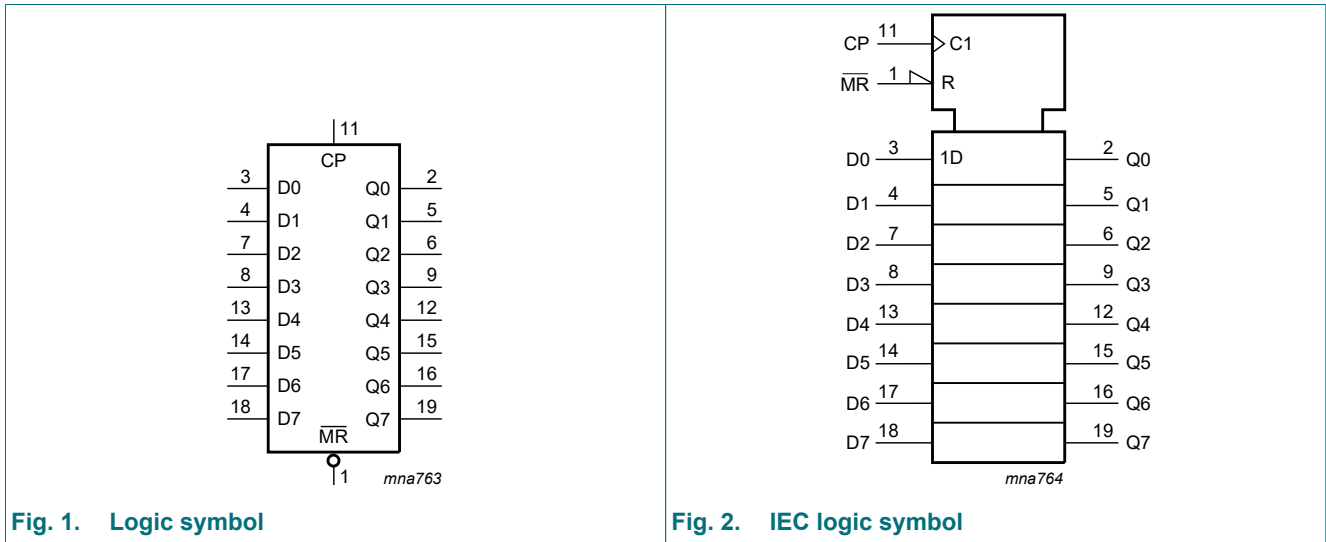 11
CP
3 D0 Q0 2
4 D1 Q1 5
7 D2 Q2 6
8 D3 Q3 9
13 D4 Q4 12
14 D5 Q5 15
17 D6 Q6 16
18 D7 Q7 19
M̅R̅
1 mna763
Fig. 1. Logic symbol
CP 11 C1
M̅R̅ 1 R
D0 3 1D 2 Q0
D1 4 5 Q1
D2 7 6 Q2
D3 8 9 Q3
D4 13 12 Q4
D5 14 15 Q5
D6 17 16 Q6
D7 18 19 Q7
mna764
Fig. 2. IEC logic symbol